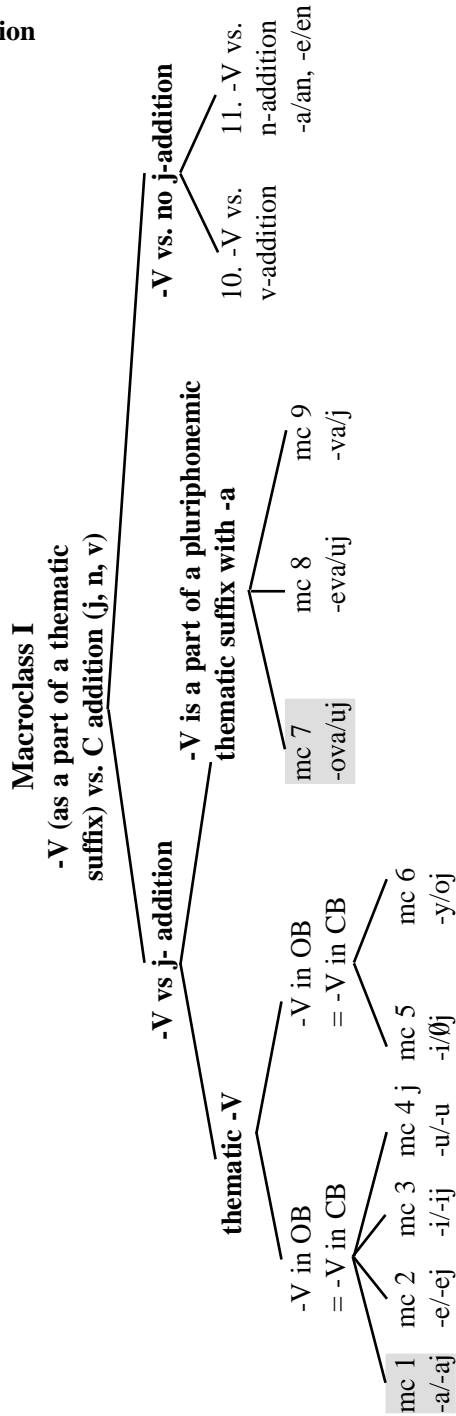 ion
Macroclass I
-V (as a part of a thematic
suffix) vs. C addition (j, n, v)
-V vs j- addition
-V vs. no j-addition
thematic -V
-V is a part of a pluriphonemic
thematic suffix with -a
10. -V vs.
v-addition
11. -V vs.
n-addition
-a/an, -e/en
-V in OB
= -V in CB
-V in OB
= -V in CB
mc 7
-ova/uj
mc 8
-eva/uj
mc 9
-va/j
mc 1
-a/-aj
mc 2
-e/-ej
mc 3
-i/-ij
mc 4 j
-u/-u
mc 5
-i/Øj
mc 6
-y/oj